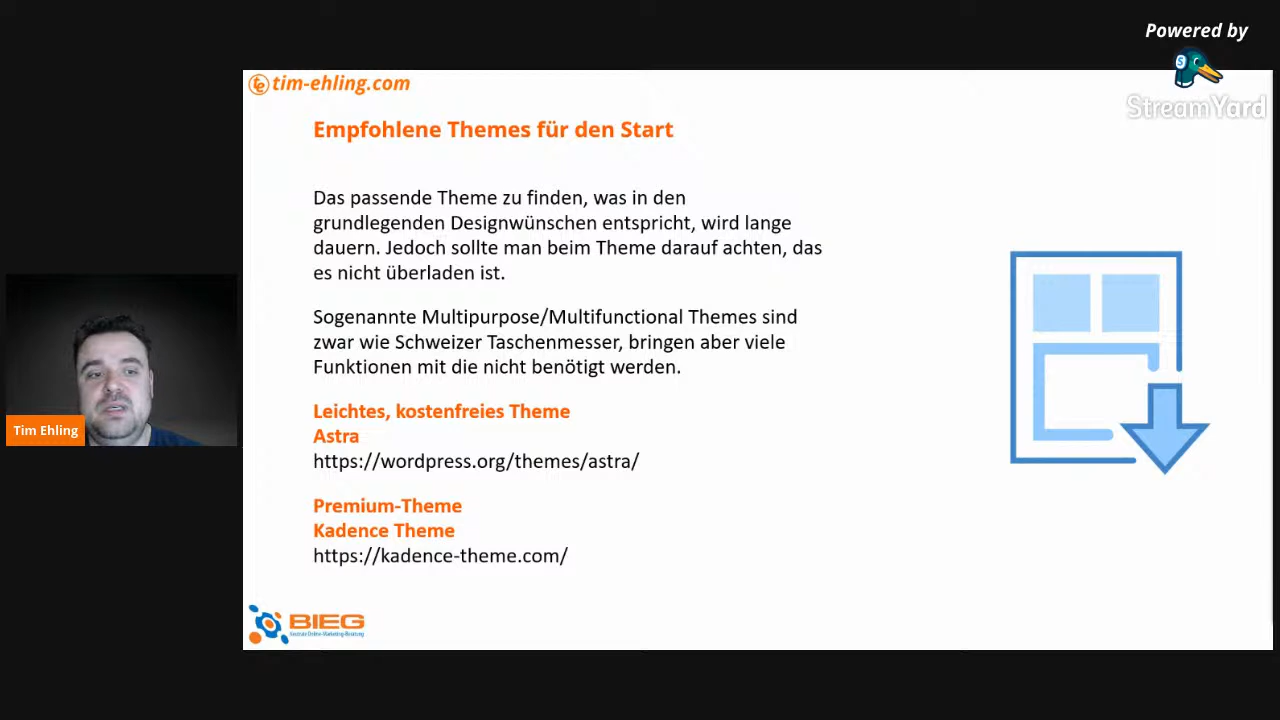 Powered by
StreamYard
tim-ehling.com
Empfohlene Themes für den Start
Das passende Theme zu finden, was in den
grundlegenden Designwünschen entspricht, wird lange
dauern. Jedoch sollte man beim Theme darauf achten, das
es nicht überladen ist.
Sogenannte Multipurpose/Multifunctional Themes sind
zwar wie Schweizer Taschenmesser, bringen aber viele
Funktionen mit die nicht benötigt werden.
Leichtes, kostenfreies Theme
Astra
https://wordpress.org/themes/astra/
Premium-Theme
Kadence Theme
https://kadence-theme.com/
Tim Ehling
BIEG